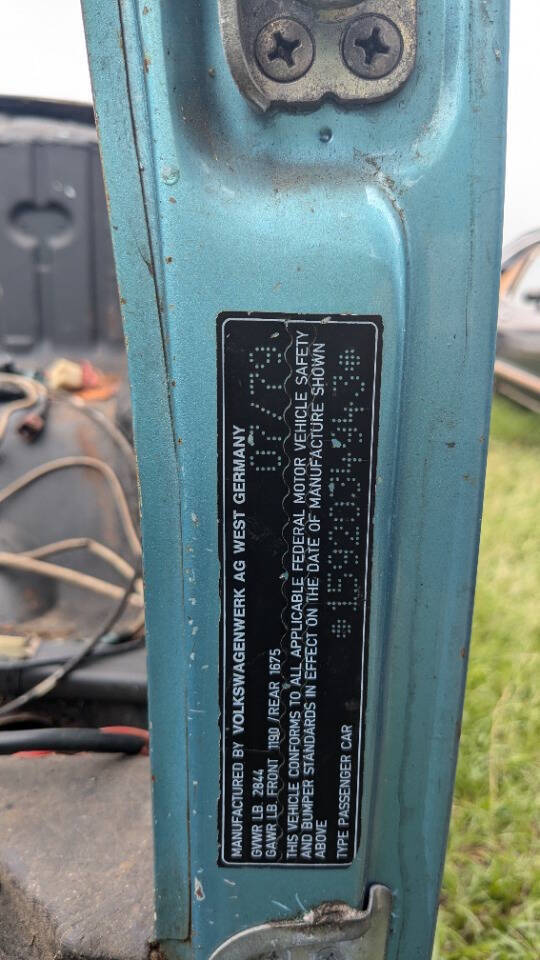 MANUFACTURED BY VOLKSWAGENWERK AG WEST GERMANY
GVWR LB. 2844
GAWR LB. FRONT 1190 /REAR 1675 07/79
THIS VEHICLE CONFORMS TO ALL APPLICABLE FEDERAL MOTOR VEHICLE SAFETY
AND BUMPER STANDARDS IN EFFECT ON THE DATE OF MANUFACTURE SHOWN
ABOVE
TYPE PASSENGER CAR